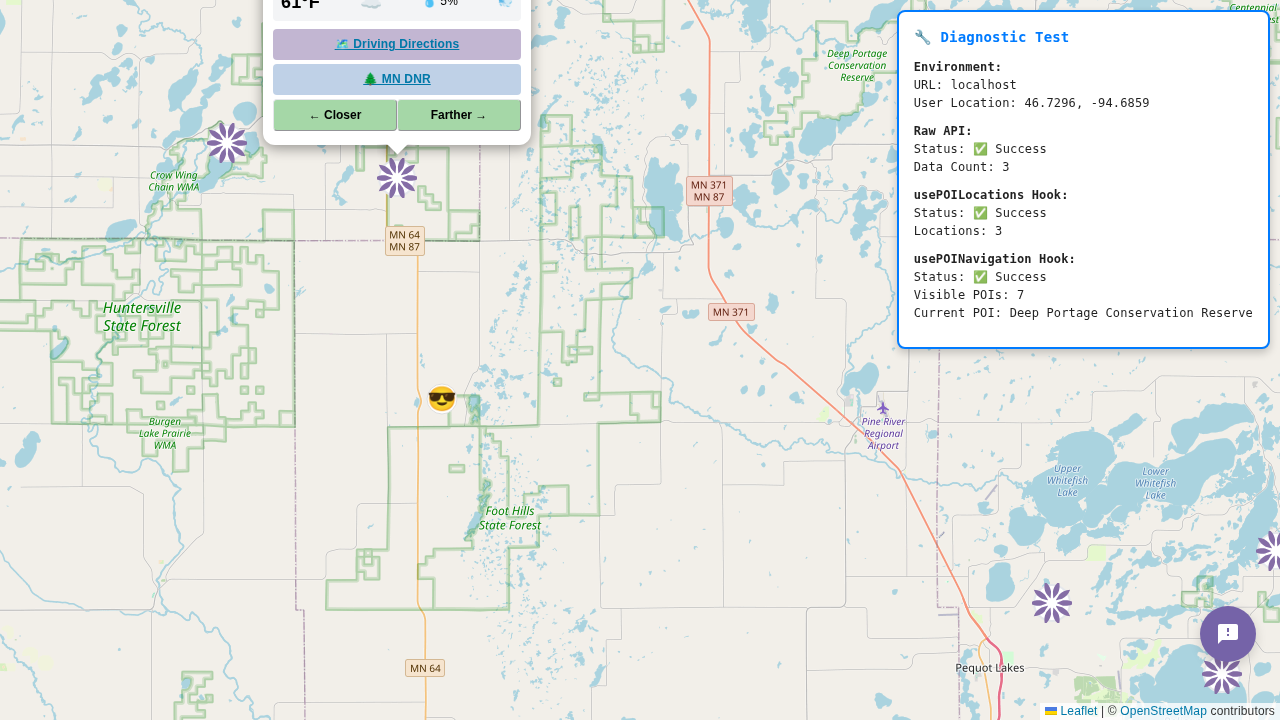 61°F
5%
🗺️ Driving Directions
🌲 MN DNR
← Closer
Farther →
🔧 Diagnostic Test
Environment:
URL: localhost
User Location: 46.7296, -94.6859
Raw API:
Status: ✅ Success
Data Count: 3
usePOILocations Hook:
Status: ✅ Success
Locations: 3
usePOINavigation Hook:
Status: ✅ Success
Visible POIs: 7
Current POI: Deep Portage Conservation Reserve
Centennial
Deep Portage
Conservation
Reserve
Crow Wing
Chain WMA
MN 371
MN 87
MN 64
MN 87
Huntersville
State Forest
MN 371
Burgen
Lake Prairie
WMA
Pine River
Regional
Airport
Upper
Whitefish
Lake
Lower
Whitefish
Lake
Foot Hills
State Forest
MN 64
Pequot Lakes
Leaflet | © OpenStreetMap contributors